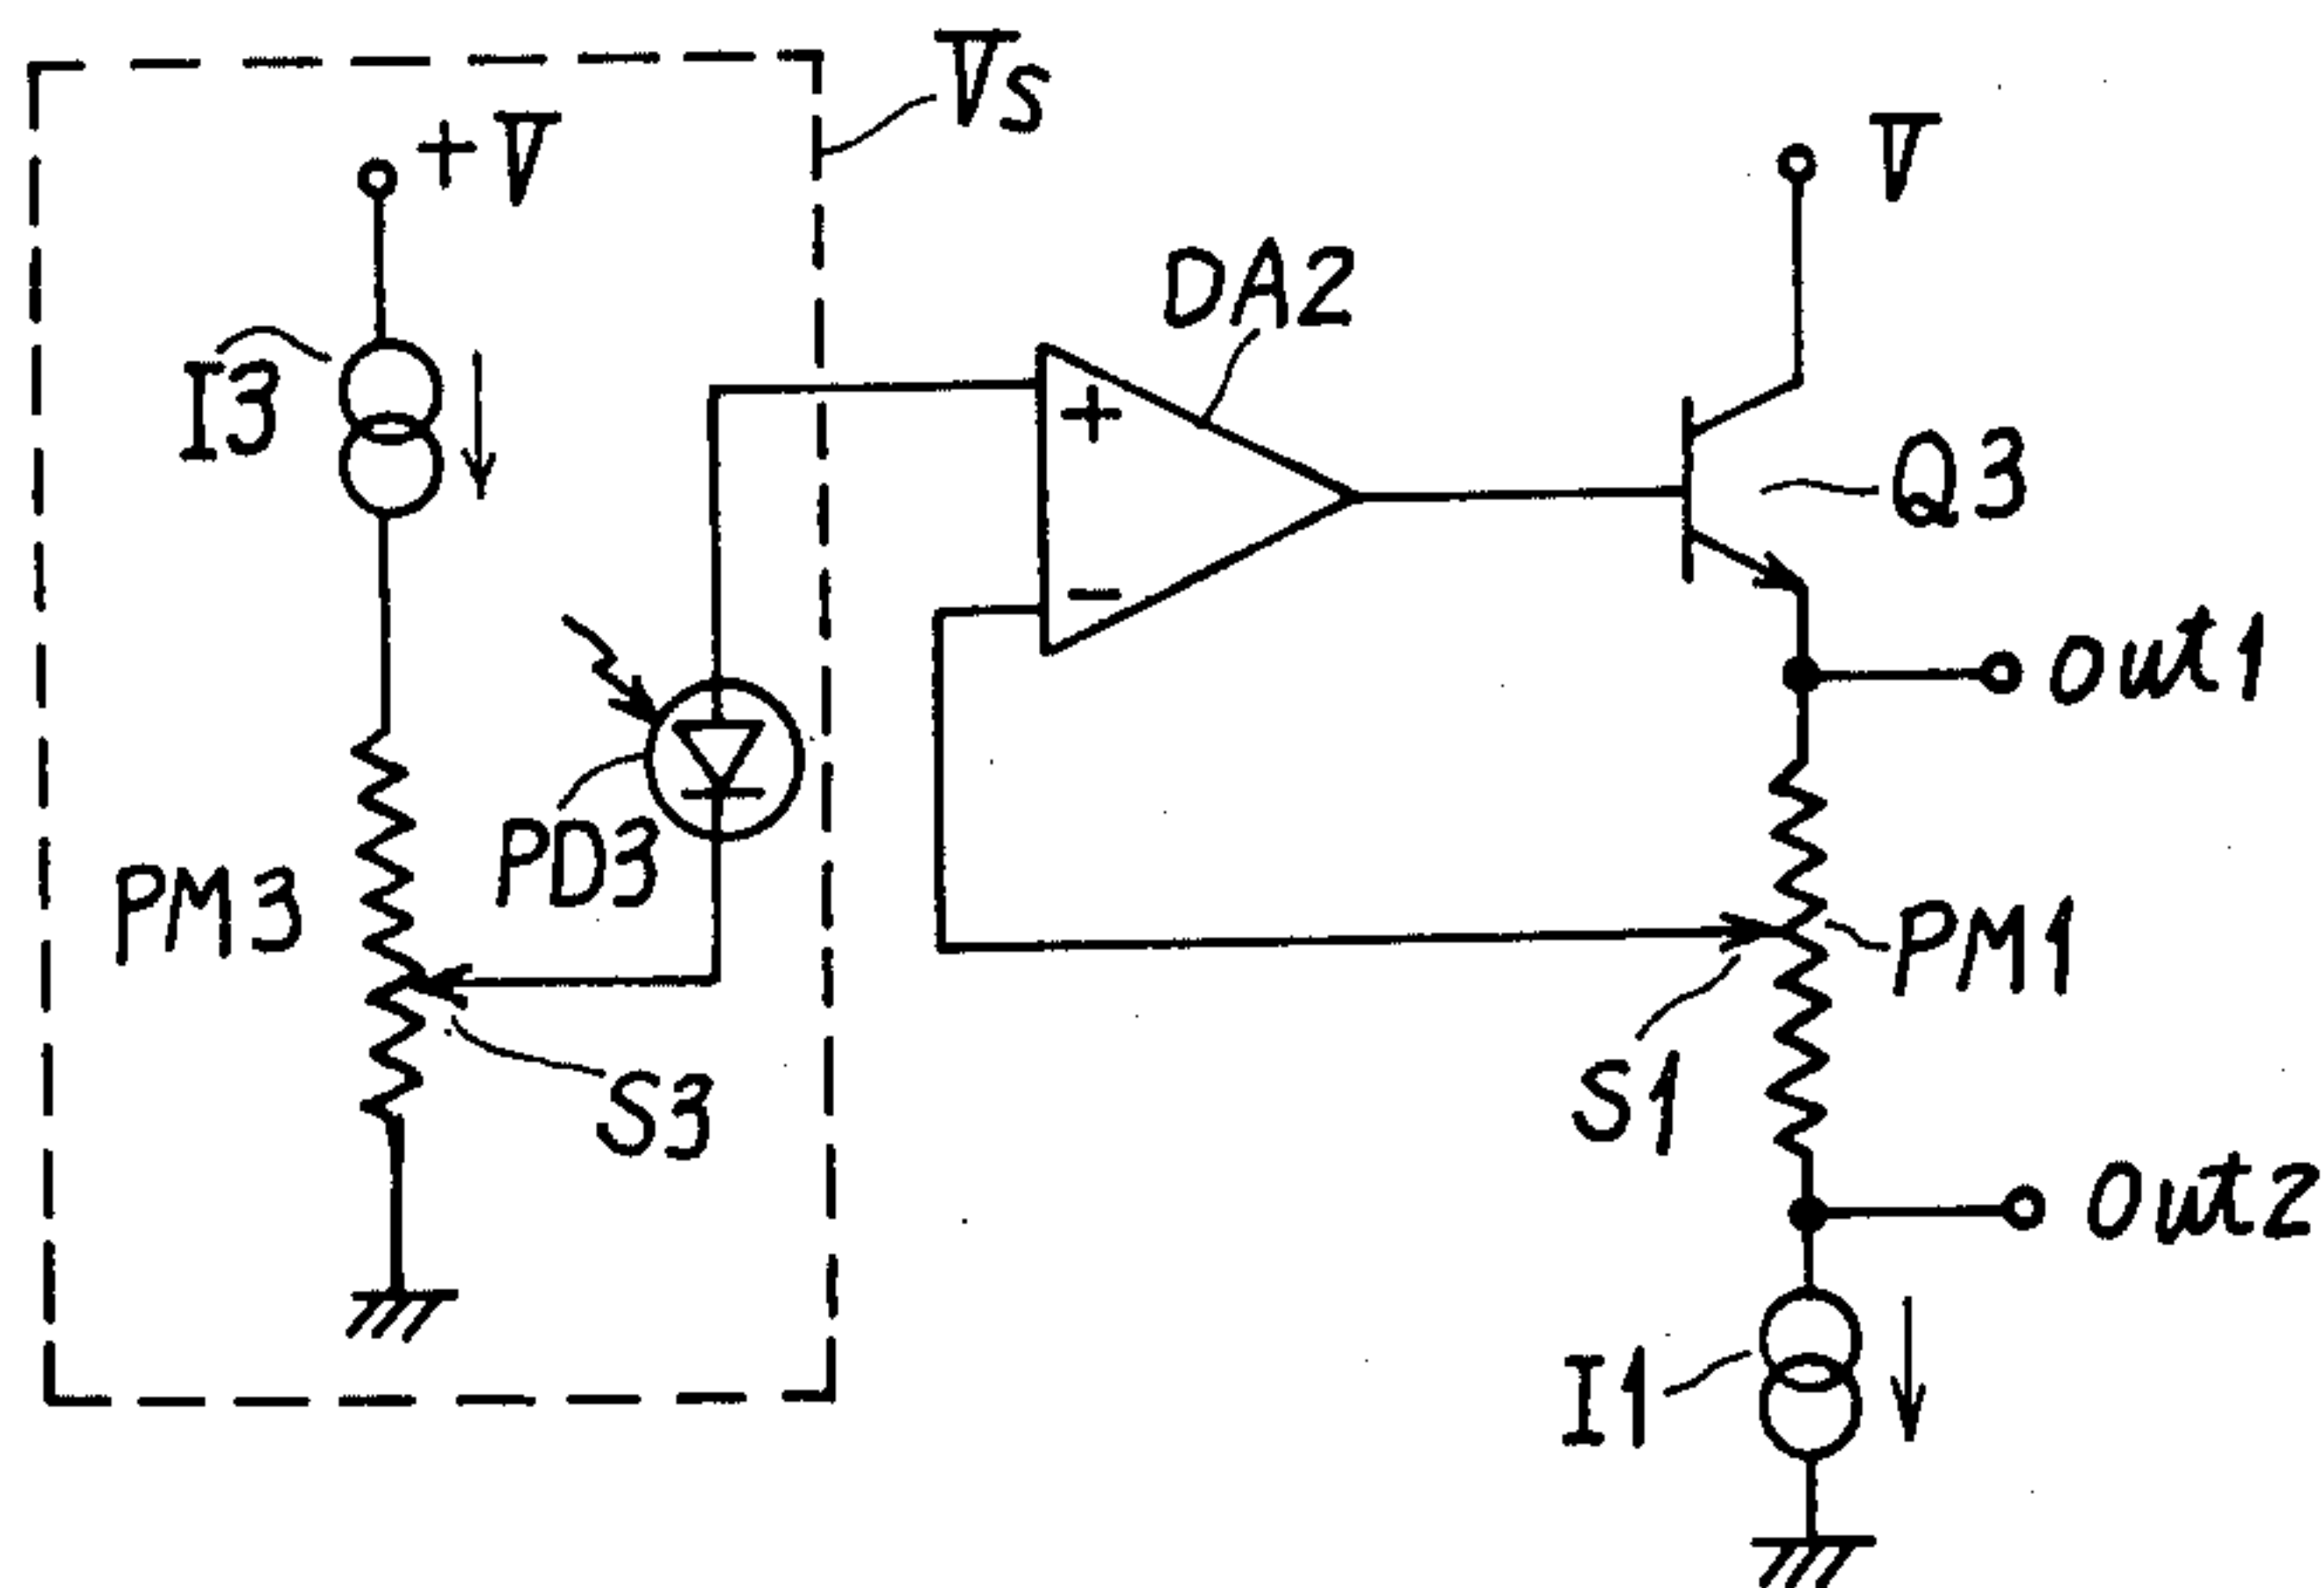 VS
+V
V
DA2
I3
+
Q3
-
out1
PD3
PM3
PM1
S3
S1
out2
I1